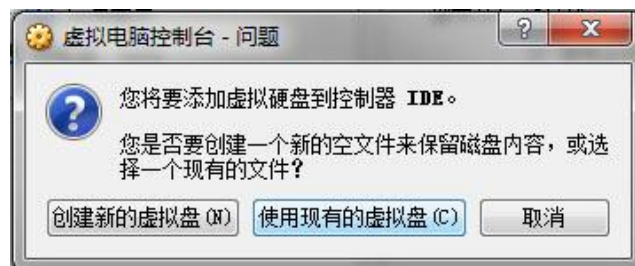 虚拟电脑控制台 - 问题
您将要添加虚拟硬盘到控制器 IDE。
您是否要创建一个新的空文件来保留磁盘内容，或选
择一个现有的文件?
创建新的虚拟盘(N) 使用现有的虚拟盘(C) 取消